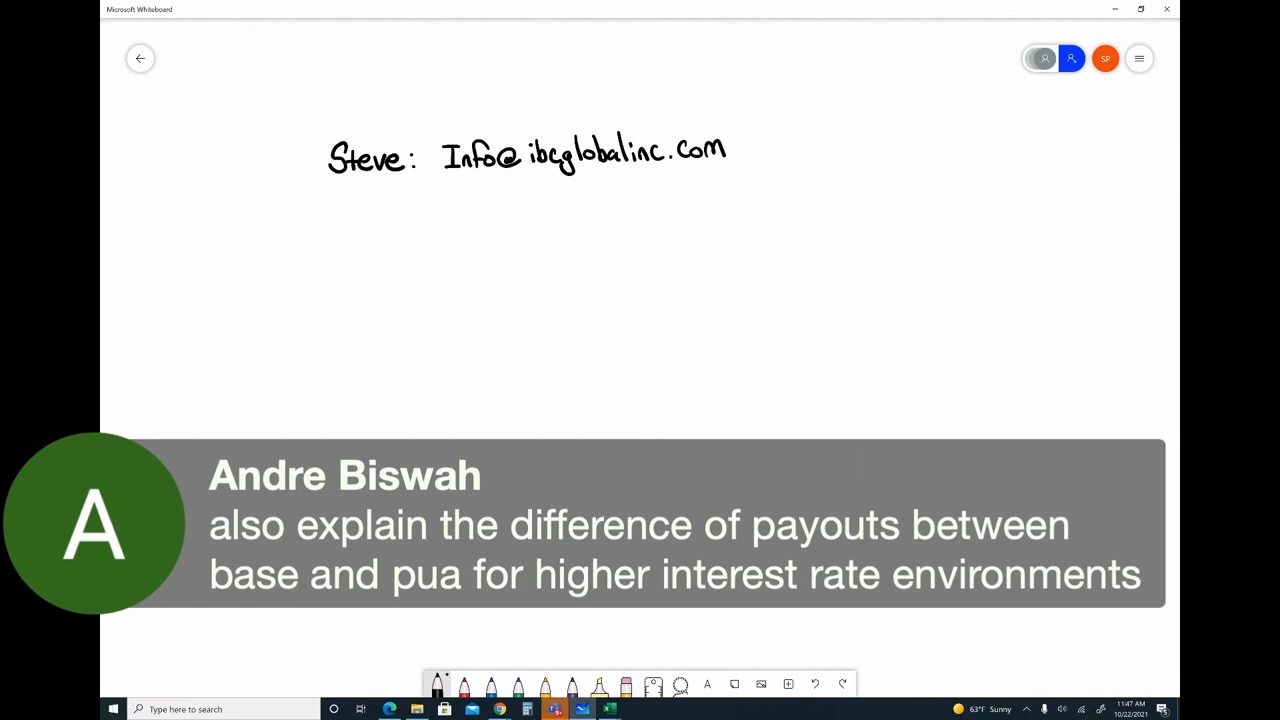 Microsoft Whiteboard
SP
Steve: Info@ibcglobalinc.com
A
Andre Biswah
also explain the difference of payouts between
base and pua for higher interest rate environments
A
Type here to search
63°F Sunny
11:47 AM
10/22/2021
5